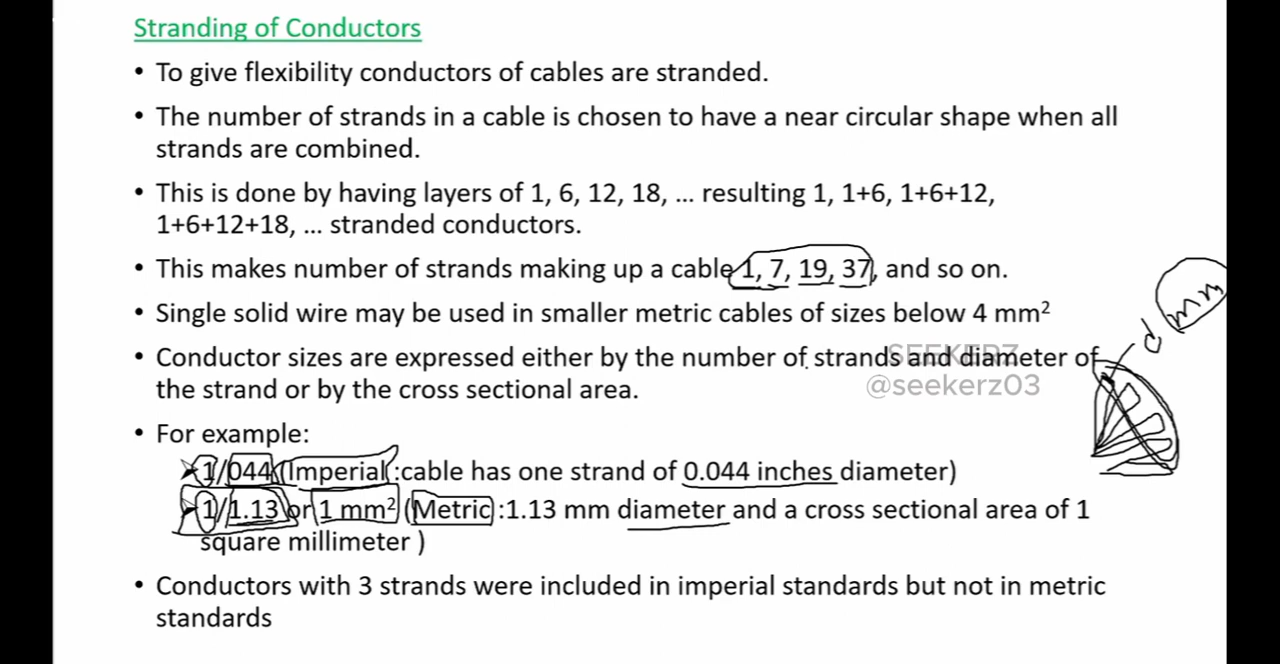 Stranding of Conductors
• To give flexibility conductors of cables are stranded.
• The number of strands in a cable is chosen to have a near circular shape when all
strands are combined.
• This is done by having layers of 1, 6, 12, 18, ... resulting 1, 1+6, 1+6+12,
1+6+12+18, ... stranded conductors.
• This makes number of strands making up a cable 1, 7, 19, 37, and so on.
• Single solid wire may be used in smaller metric cables of sizes below 4 mm²
• Conductor sizes are expressed either by the number of strands and diameter of
the strand or by the cross sectional area.
SEEKERZ
@seekerz03
d mm
• For example:
➤1/044 (Imperial :cable has one strand of 0.044 inches diameter)
➤1/1.13 or 1 mm² (Metric :1.13 mm diameter and a cross sectional area of 1
square millimeter )
• Conductors with 3 strands were included in imperial standards but not in metric
standards